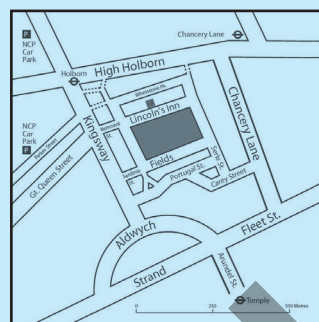 P
NCP
Car
Park
Chancery Lane
High Holborn
Holborn
Whetstone Pk.
Lincoln's Inn
Remnant
St.
NCP
Car
Park
P
Parker Street
Gt. Queen Street
Kingsway
Fields
Sardinia
St.
Portugal St.
Serle St.
Carey Street
Chancery Lane
Aldwych
Fleet St.
Strand
Arundel St.
Temple
0
250
500 Metres